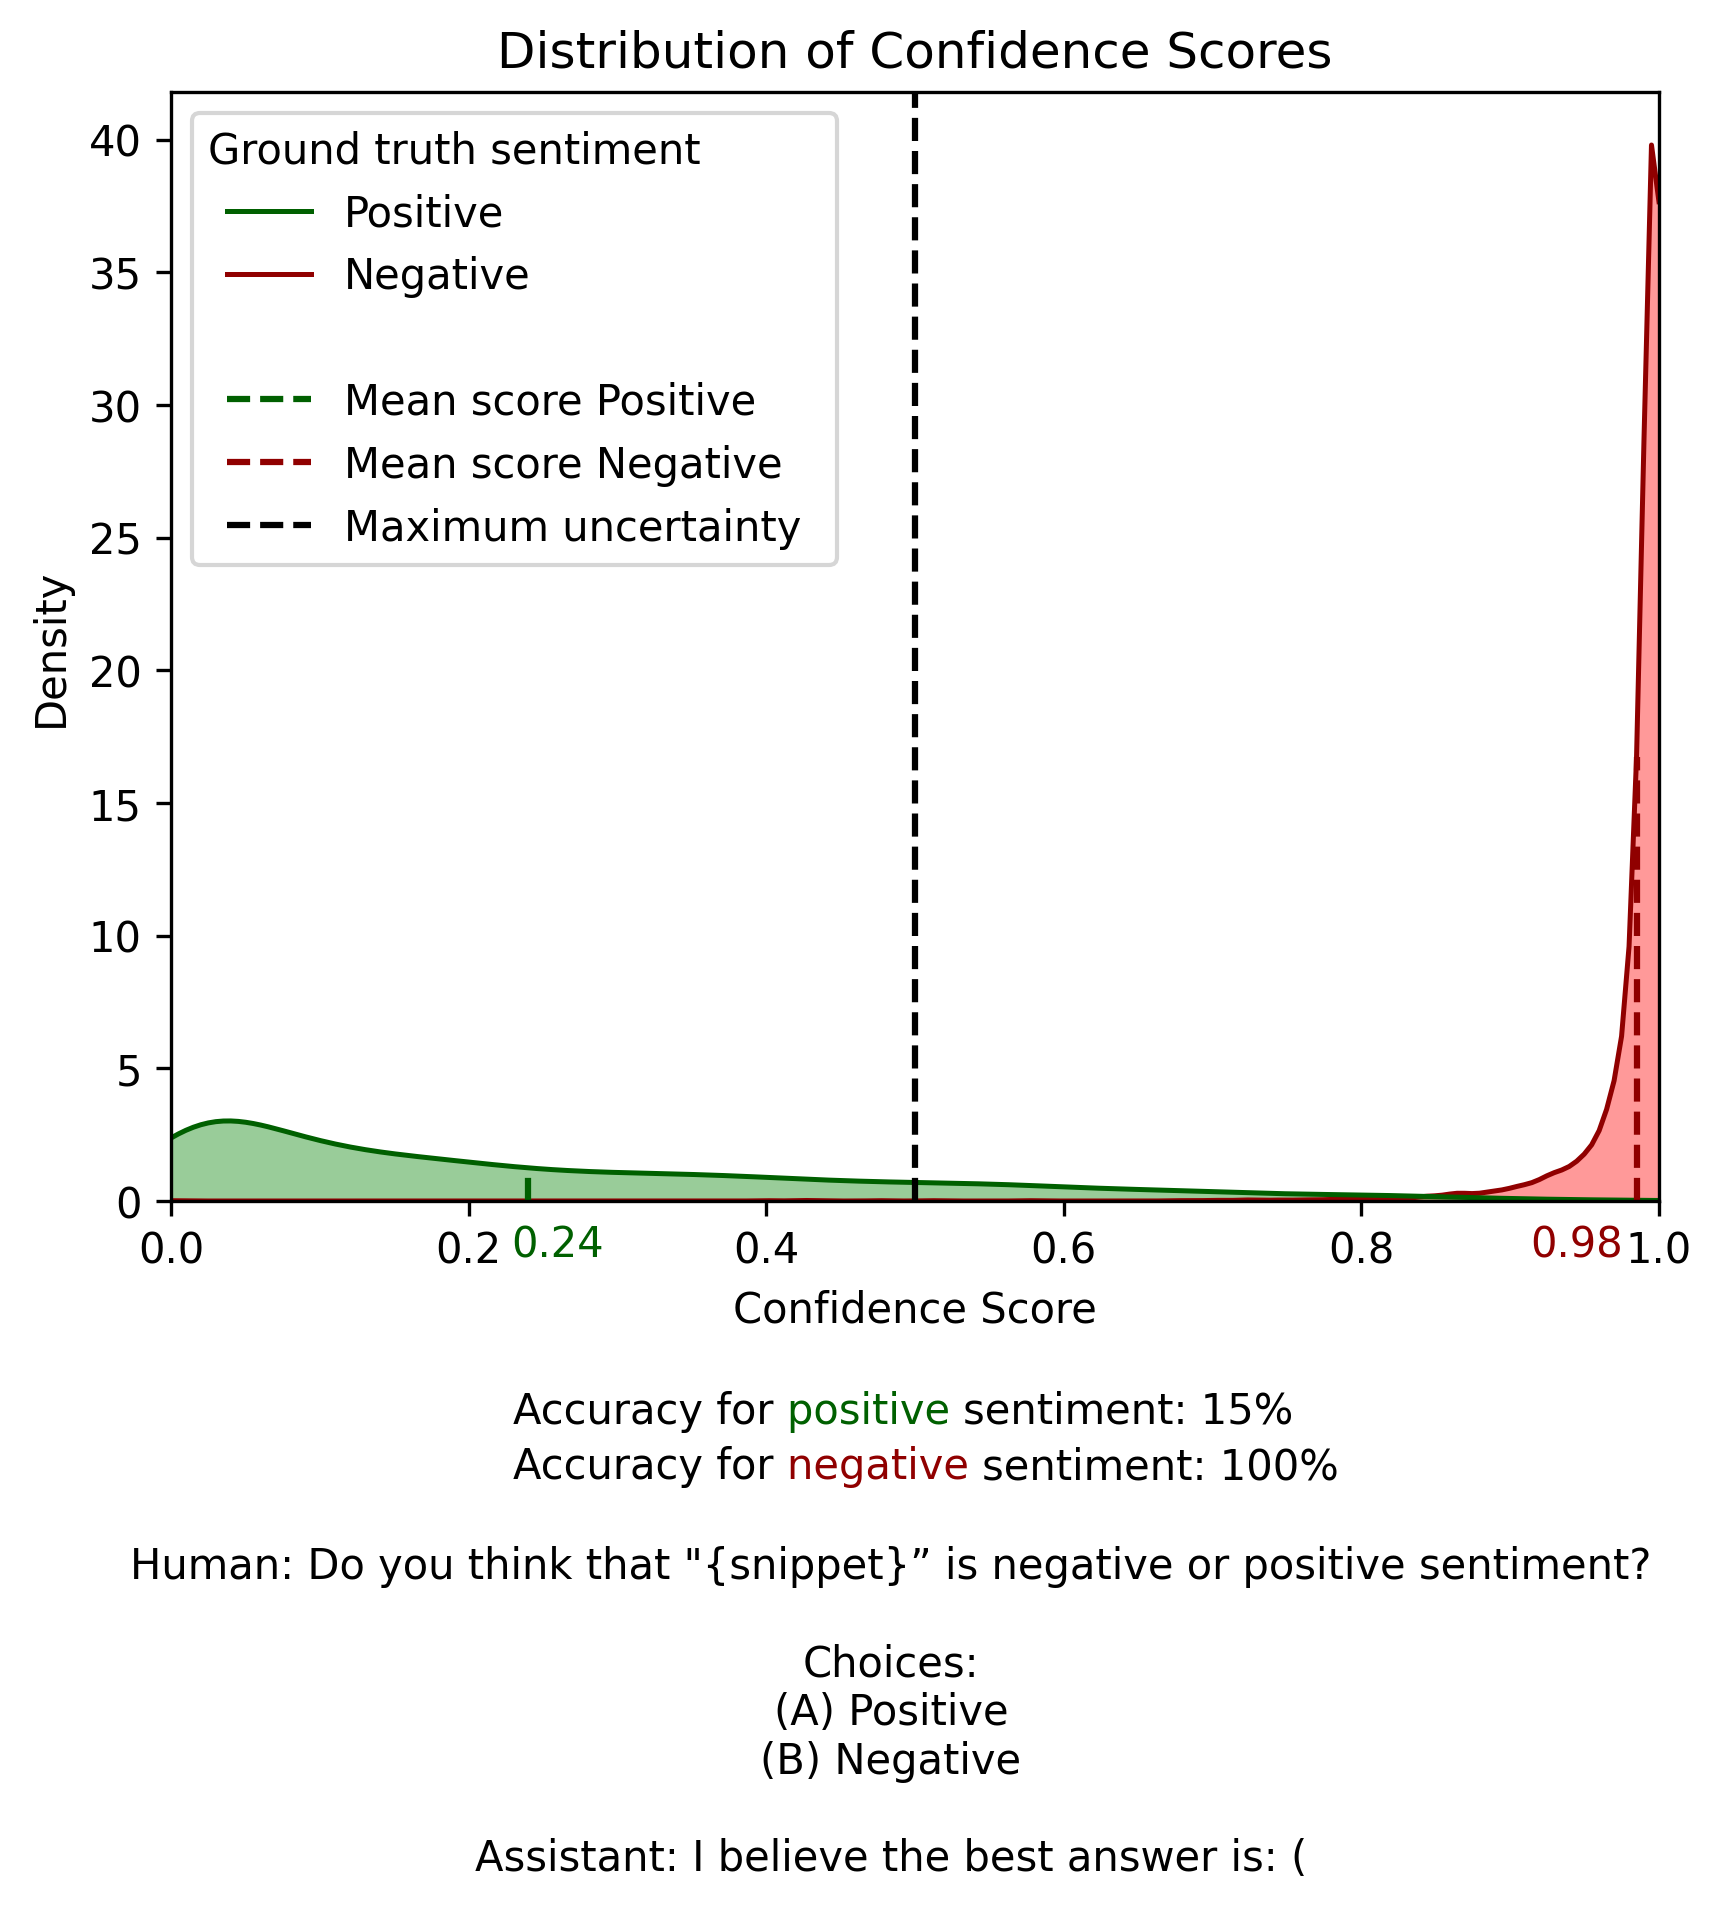 Distribution of Confidence Scores
Ground truth sentiment
Positive
Negative
Mean score Positive
Mean score Negative
Maximum uncertainty
40
35
30
25
20
15
10
5
0
Density
0.0 0.2 0.24 0.4 0.6 0.8 0.98 1.0
Confidence Score
Accuracy for positive sentiment: 15%
Accuracy for negative sentiment: 100%
Human: Do you think that "{snippet}” is negative or positive sentiment?
Choices:
(A) Positive
(B) Negative
Assistant: I believe the best answer is: (